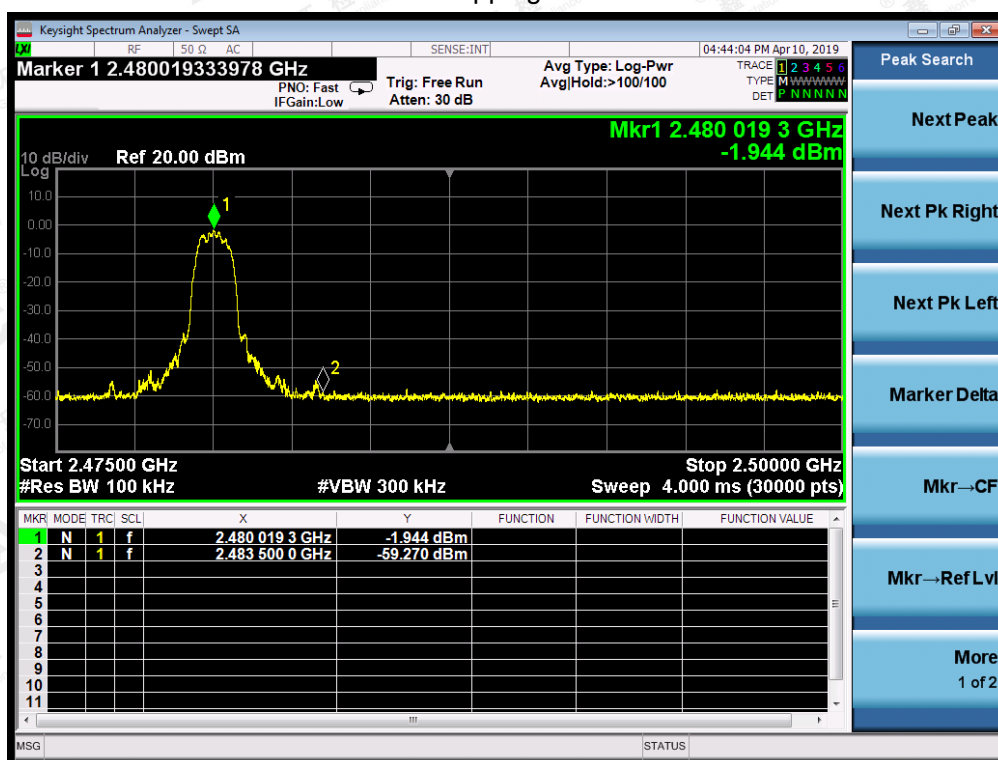 Keysight Spectrum Analyzer - Swept SA
LXI RF 50 Ω AC SENSE:INT 04:44:04 PM Apr 10, 2019
Marker 1 2.480019333978 GHz
PNO: Fast
IFGain:Low
Trig: Free Run
Atten: 30 dB
Avg Type: Log-Pwr
Avg|Hold:>100/100
TRACE 1 2 3 4 5 6
TYPE M WWWWW
DET P N N N N N
Peak Search
Next Peak
Next Pk Right
Next Pk Left
Marker Delta
Mkr→CF
Mkr→Ref Lvl
More
1 of 2
Mkr1 2.480 019 3 GHz
-1.944 dBm
10 dB/div Ref 20.00 dBm
Log
10.0
0.00
-10.0
-20.0
-30.0
-40.0
-50.0
-60.0
-70.0
1
2
Start 2.47500 GHz Stop 2.50000 GHz
#Res BW 100 kHz #VBW 300 kHz Sweep 4.000 ms (30000 pts)
MKR MODE TRC SCL X Y FUNCTION FUNCTION WIDTH FUNCTION VALUE
1 N 1 f 2.480 019 3 GHz -1.944 dBm
2 N 1 f 2.483 500 0 GHz -59.270 dBm
3
4
5
6
7
8
9
10
11
MSG STATUS